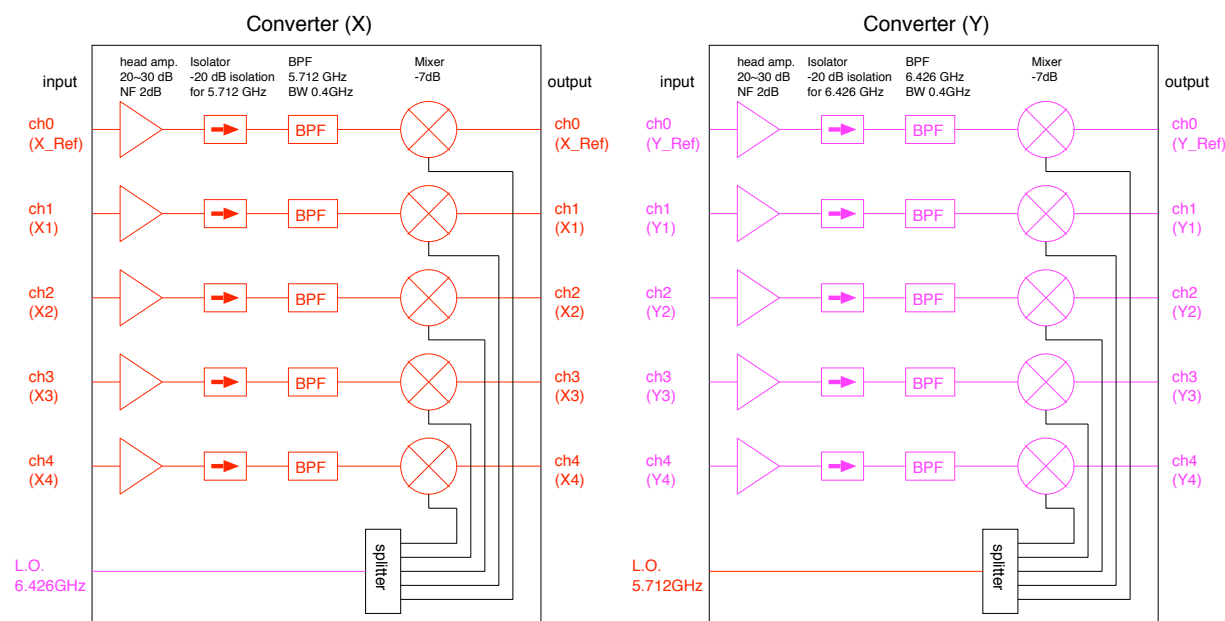 Converter (X)
input
head amp.
20~30 dB
NF 2dB
Isolator
-20 dB isolation
for 5.712 GHz
BPF
5.712 GHz
BW 0.4GHz
Mixer
-7dB
output
ch0
(X_Ref)
BPF
ch0
(X_Ref)
ch1
(X1)
BPF
ch1
(X1)
ch2
(X2)
BPF
ch2
(X2)
ch3
(X3)
BPF
ch3
(X3)
ch4
(X4)
BPF
ch4
(X4)
L.O.
6.426GHz
splitter
Converter (Y)
input
head amp.
20~30 dB
NF 2dB
Isolator
-20 dB isolation
for 6.426 GHz
BPF
6.426 GHz
BW 0.4GHz
Mixer
-7dB
output
ch0
(Y_Ref)
BPF
ch0
(Y_Ref)
ch1
(Y1)
BPF
ch1
(Y1)
ch2
(Y2)
BPF
ch2
(Y2)
ch3
(Y3)
BPF
ch3
(Y3)
ch4
(Y4)
BPF
ch4
(Y4)
L.O.
5.712GHz
splitter